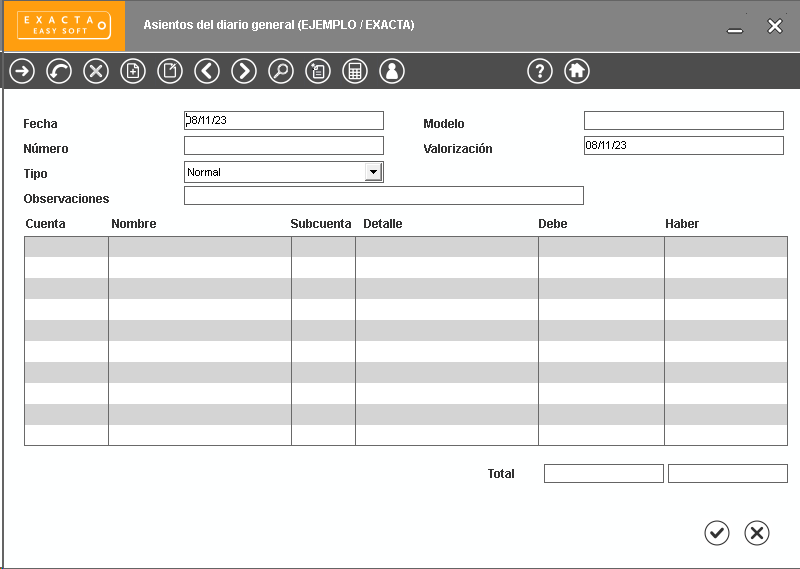 EXACTA
EASY SOFT
Asientos del diario general (EJEMPLO / EXACTA)
?
Fecha 08/11/23 Modelo
Número Valorización 08/11/23
Tipo Normal
Observaciones
Cuenta Nombre Subcuenta Detalle Debe Haber
Total